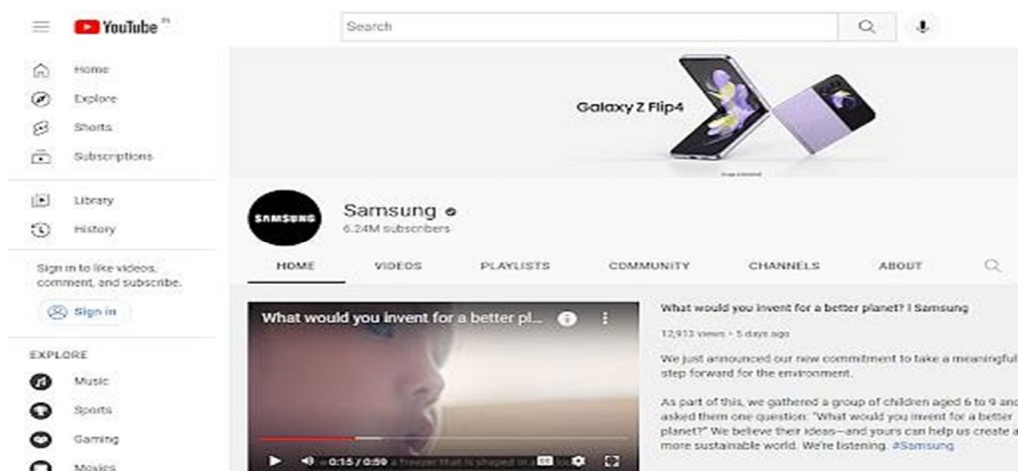 YouTube IN
Search
Home
Explore
Shorts
Subscriptions
Library
History
Sign in to like videos,
comment, and subscribe.
Sign in
EXPLORE
Music
Sports
Gaming
Movies
Galaxy Z Flip4
SAMSUNG
Samsung
6.24M subscribers
HOME VIDEOS PLAYLISTS COMMUNITY CHANNELS ABOUT
What would you invent for a better pl...
0:15 / 0:59
a freezer that is shaped in a
What would you invent for a better planet? l Samsung
12,913 views • 5 days ago
We just announced our new commitment to take a meaningful
step forward for the environment.
As part of this, we gathered a group of children aged 6 to 9 and
asked them one question: "What would you invent for a better
planet?" We believe their ideas—and yours can help us create a
more sustainable world. We're listening. #Samsung